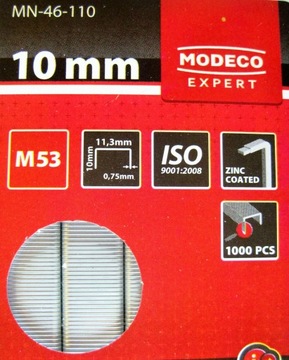 MN-46-110
10 mm
MODECO
EXPERT
M53
11,3mm
10mm
0,75mm
ISO
9001:2008
ZINC
COATED
1000 PCS